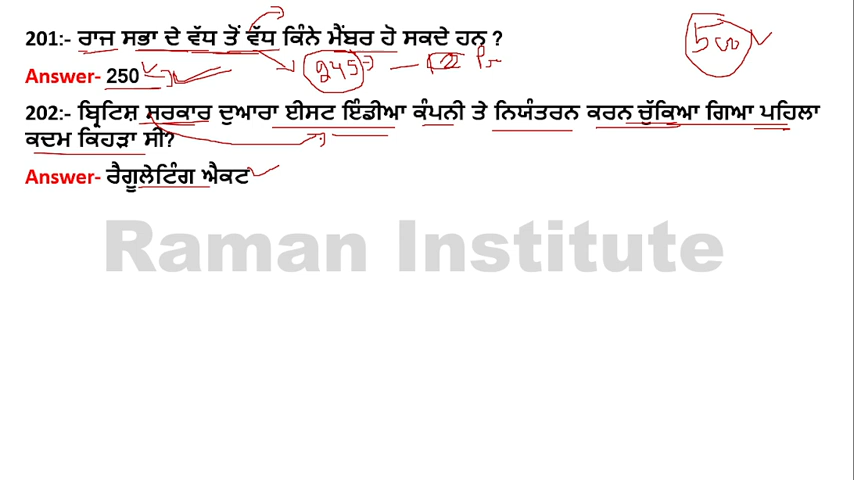 201:- ਰਾਜ ਸਭਾ ਦੇ ਵੱਧ ਤੋਂ ਵੱਧ ਕਿੰਨੇ ਮੈਂਬਰ ਹੋ ਸਕਦੇ ਹਨ ?
500
Answer- 250
245
202:- ਬ੍ਰਿਟਿਸ਼ ਸਰਕਾਰ ਦੁਆਰਾ ਈਸਟ ਇੰਡੀਆ ਕੰਪਨੀ ਤੇ ਨਿਯੰਤਰਨ ਕਰਨ ਚੁੱਕਿਆ ਗਿਆ ਪਹਿਲਾ
ਕਦਮ ਕਿਹੜਾ ਸੀ?
Answer- ਰੈਗੂਲੇਟਿੰਗ ਐਕਟ
Raman Institute